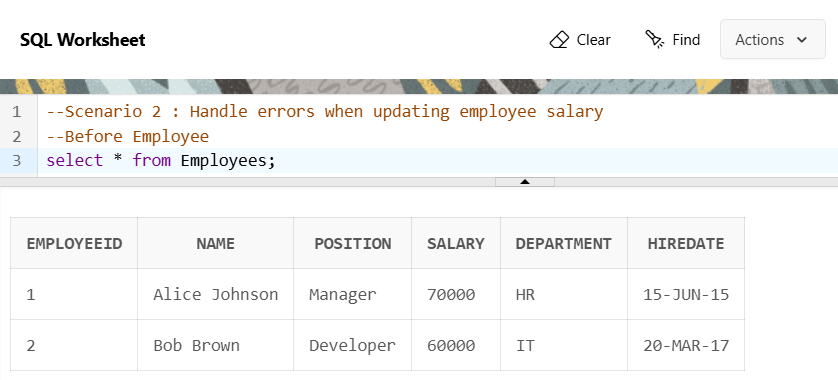 SQL Worksheet
Clear
Find
Actions
1 --Scenario 2 : Handle errors when updating employee salary
2 --Before Employee
3 select * from Employees;
EMPLOYEEID NAME POSITION SALARY DEPARTMENT HIREDATE
1 Alice Johnson Manager 70000 HR 15-JUN-15
2 Bob Brown Developer 60000 IT 20-MAR-17